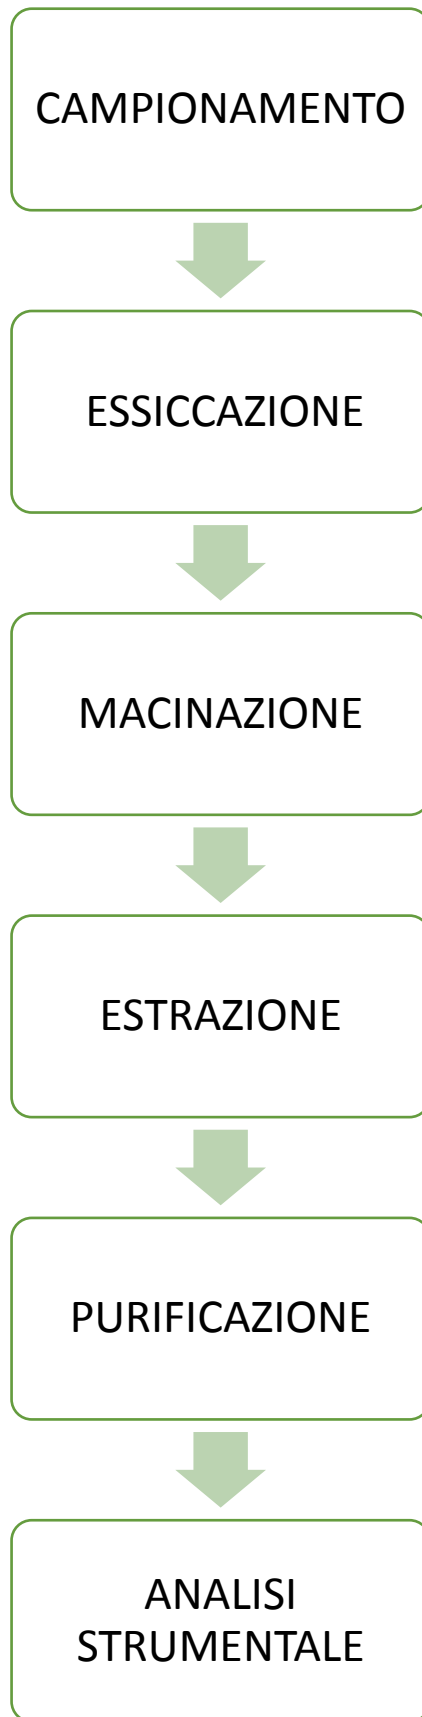 CAMPIONAMENTO
ESSICCAZIONE
MACINAZIONE
ESTRAZIONE
PURIFICAZIONE
ANALISI
STRUMENTALE